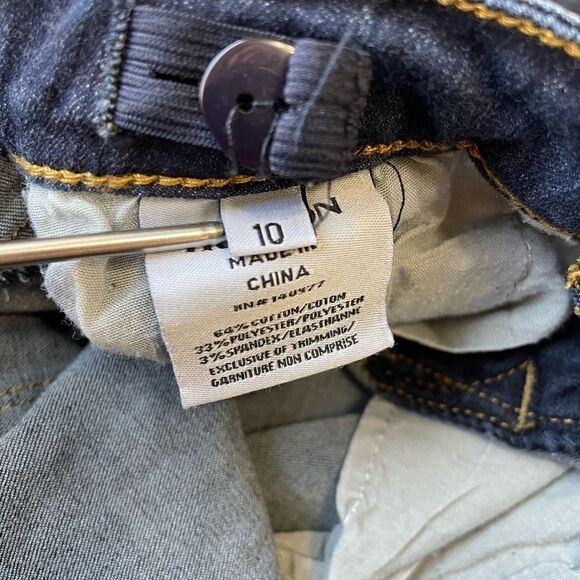 10
MADE IN
CHINA
RN# 140977
64% COTTON/COTON
33% POLYESTER/POLYESTER
3% SPANDEX/ELASTHANNE
EXCLUSIVE OF TRIMMING/
GARNITURE NON COMPRISE